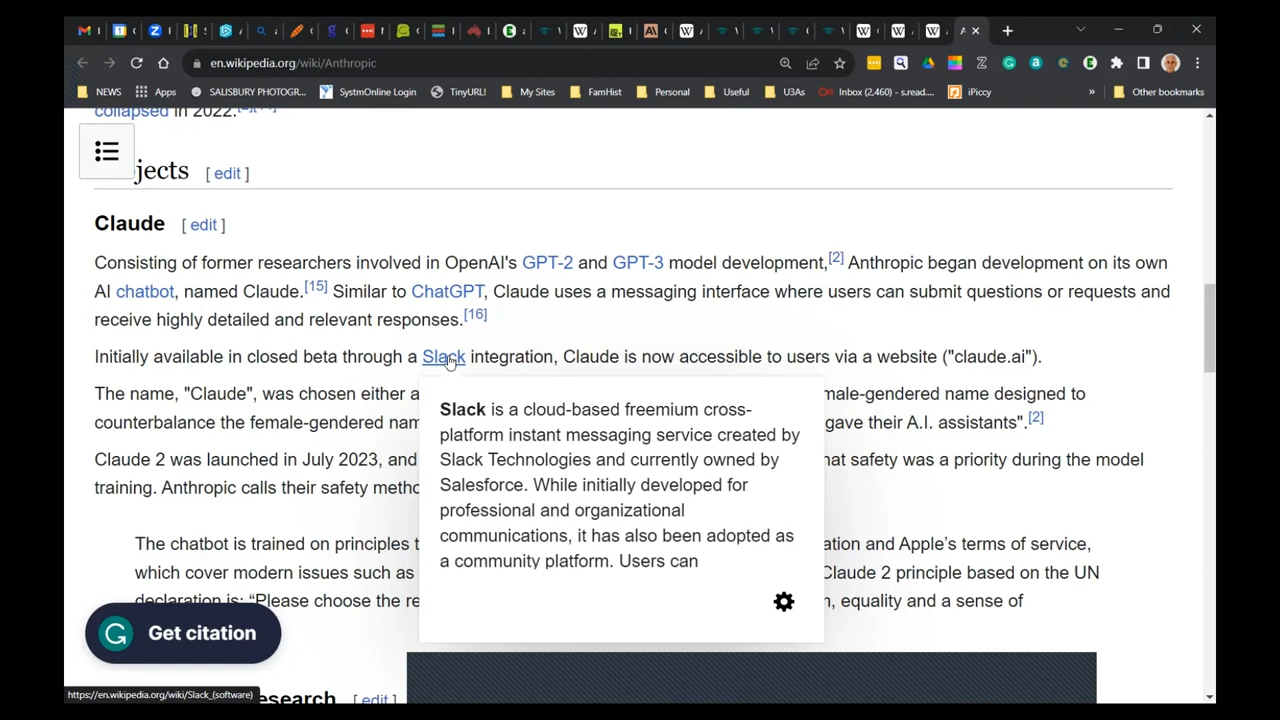 en.wikipedia.org/wiki/Anthropic
NEWS Apps SALISBURY PHOTOGR... SystmOnline Login TinyURL! My Sites FamHist Personal Useful U3As Inbox (2,460) - s.read.... iPiccy » Other bookmarks
collapsed in 2022.
jects [ edit ]
Claude [ edit ]
Consisting of former researchers involved in OpenAI's GPT-2 and GPT-3 model development,[2] Anthropic began development on its own
AI chatbot, named Claude.[15] Similar to ChatGPT, Claude uses a messaging interface where users can submit questions or requests and
receive highly detailed and relevant responses.[16]
Initially available in closed beta through a Slack integration, Claude is now accessible to users via a website ("claude.ai").
The name, "Claude", was chosen either a male-gendered name designed to
counterbalance the female-gendered nam gave their A.I. assistants".[2]
Claude 2 was launched in July 2023, and hat safety was a priority during the model
training. Anthropic calls their safety metho
Slack is a cloud-based freemium cross-
platform instant messaging service created by
Slack Technologies and currently owned by
Salesforce. While initially developed for
professional and organizational
communications, it has also been adopted as
a community platform. Users can
The chatbot is trained on principles t ation and Apple's terms of service,
which cover modern issues such as Claude 2 principle based on the UN
declaration is: "Please choose the re n, equality and a sense of
Get citation
https://en.wikipedia.org/wiki/Slack_(software)
esearch [ edit ]